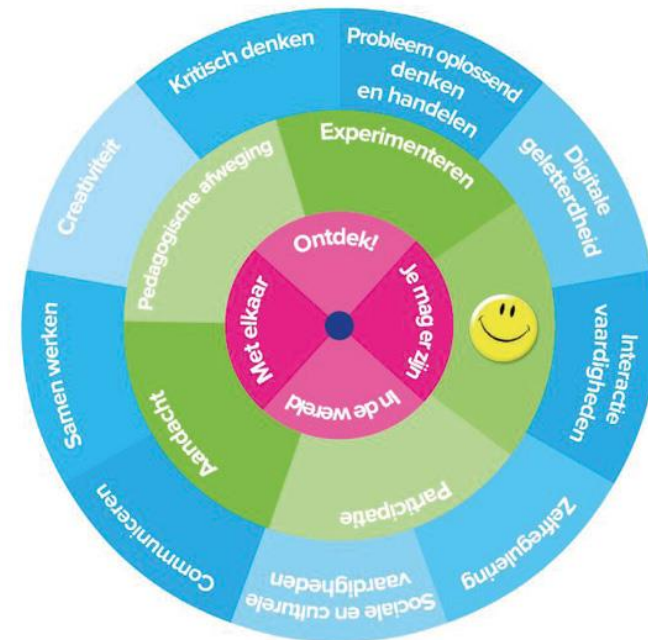 Kritisch denken
Probleem oplossend
denken
en handelen
Digitale
geletterdheid
Interactie
vaardigheden
Zelfregulering
Sociale en culturele
vaardigheden
Communiceren
Samen werken
Creativiteit
Experimenteren
Participatie
Aandacht
Pedagogische afweging
Ontdek!
Je mag er zijn
In de wereld
Met elkaar